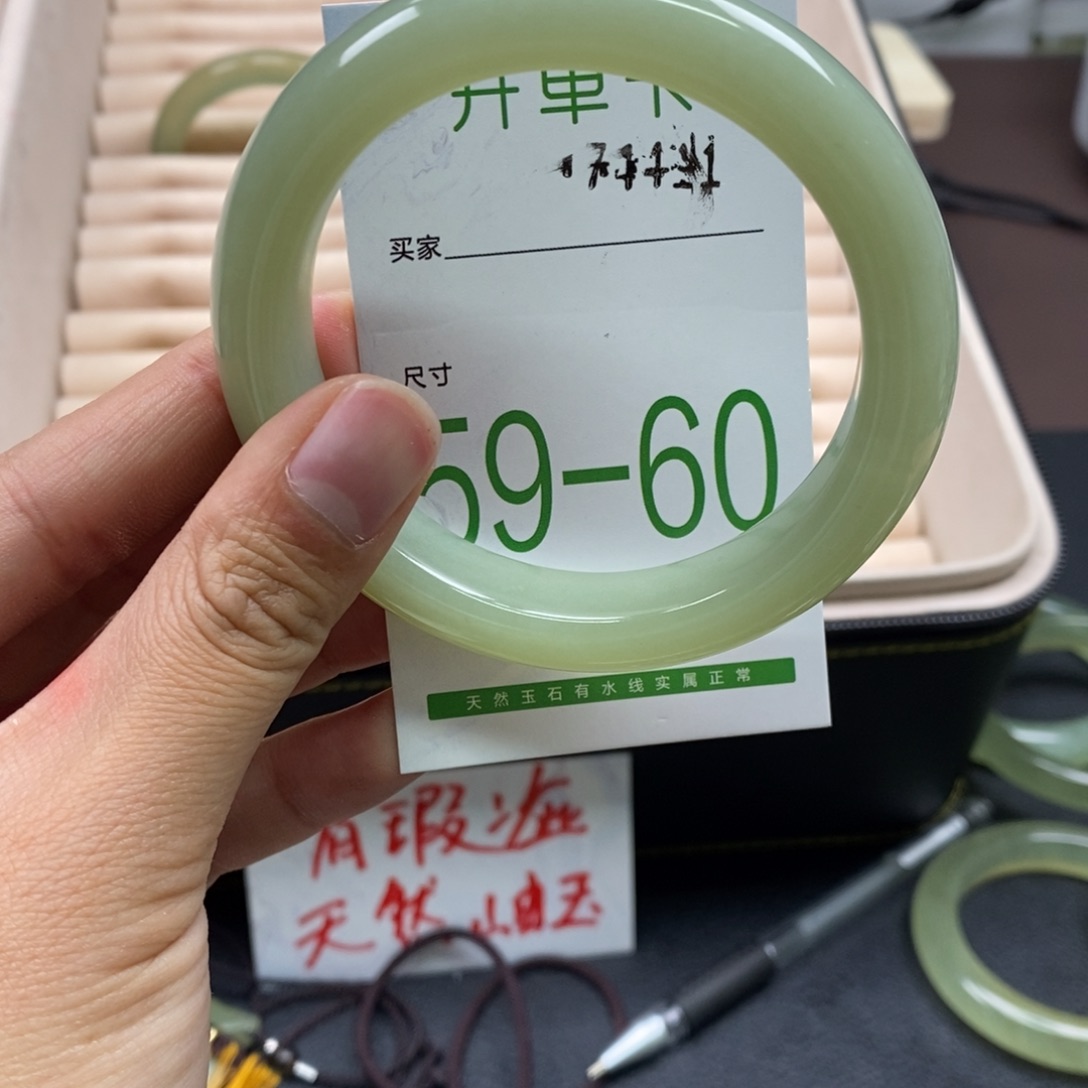 开单卡
买家
尺寸
59-60
天然玉石有水线实属正常
有瑕疵
天然岫玉